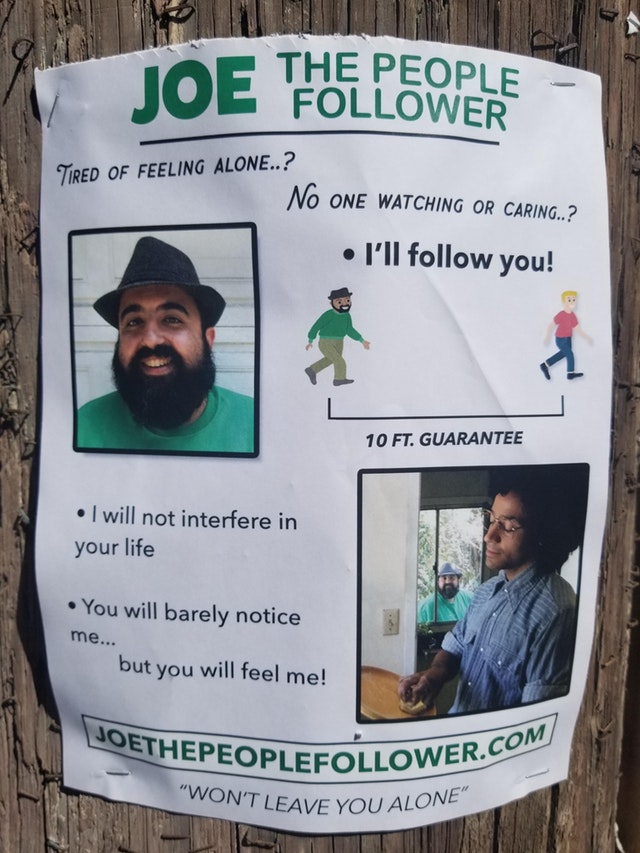 JOE THE PEOPLE
FOLLOWER
TIRED OF FEELING ALONE..?
NO ONE WATCHING OR CARING..?
• I'll follow you!
10 FT. GUARANTEE
• I will not interfere in
your life
• You will barely notice
me...
but you will feel me!
JOETHEPEOPLEFOLLOWER.COM
"WON'T LEAVE YOU ALONE"